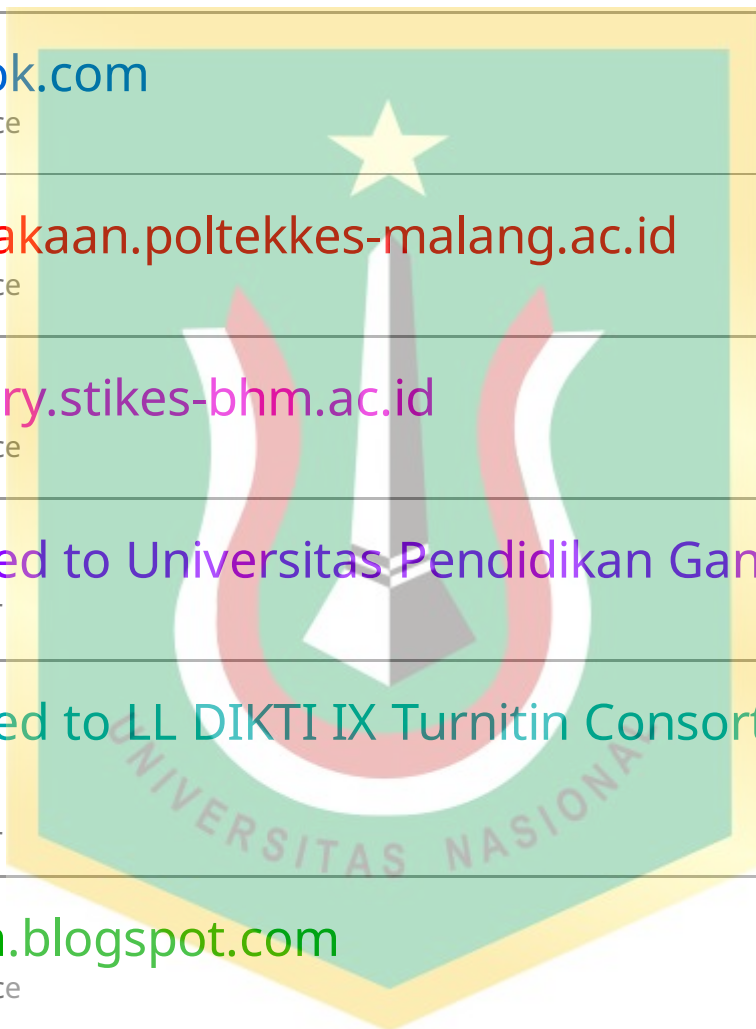 ok.com
ce
akaan.poltekkes-malang.ac.id
ce
ry.stikes-bhm.ac.id
ce
ed to Universitas Pendidikan Gan
ed to LL DIKTI IX Turnitin Consort
UNIVERSITAS NASIONAL
.blogspot.com
ce